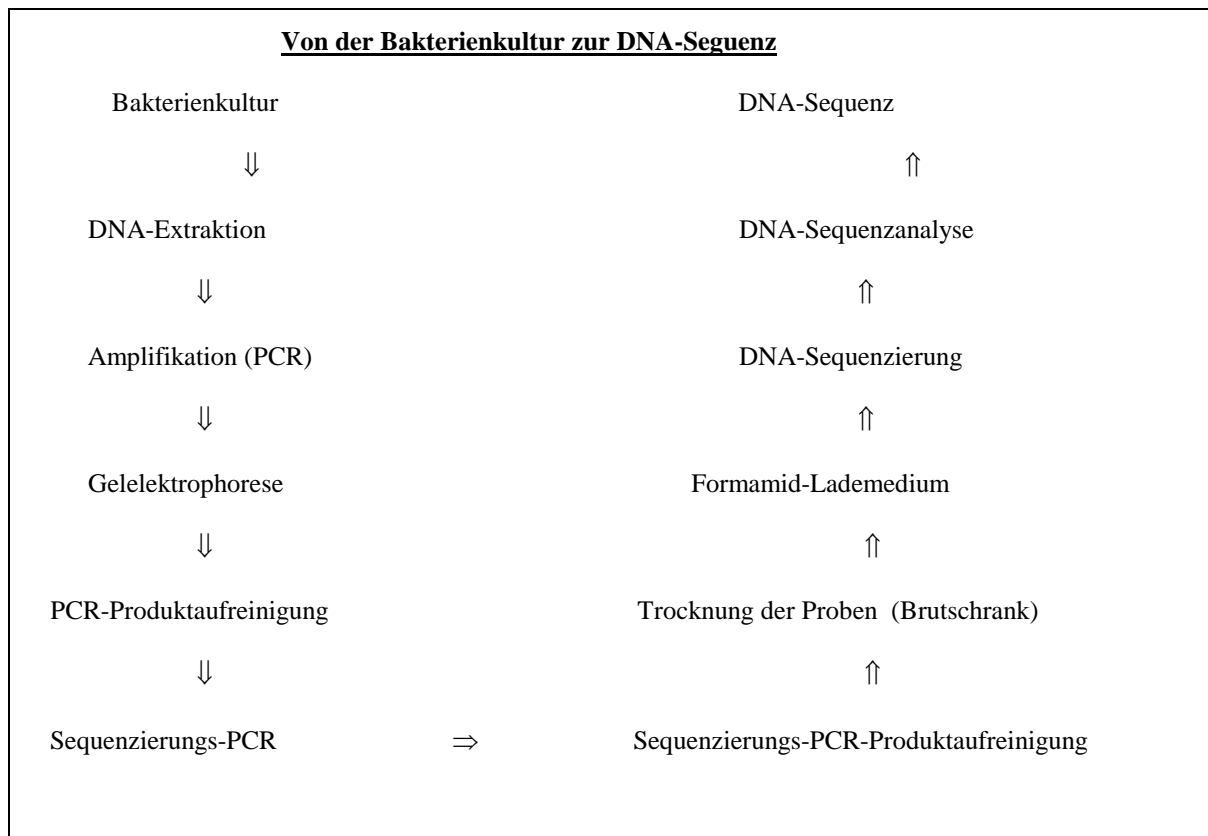 Von der Bakterienkultur zur DNA-Seguenz
Bakterienkultur DNA-Sequenz
⇓ ⇑
DNA-Extraktion DNA-Sequenzanalyse
⇓ ⇑
Amplifikation (PCR) DNA-Sequenzierung
⇓ ⇑
Gelelektrophorese Formamid-Lademedium
⇓ ⇑
PCR-Produktaufreinigung Trocknung der Proben (Brutschrank)
⇓ ⇑
Sequenzierungs-PCR ⇒ Sequenzierungs-PCR-Produktaufreinigung